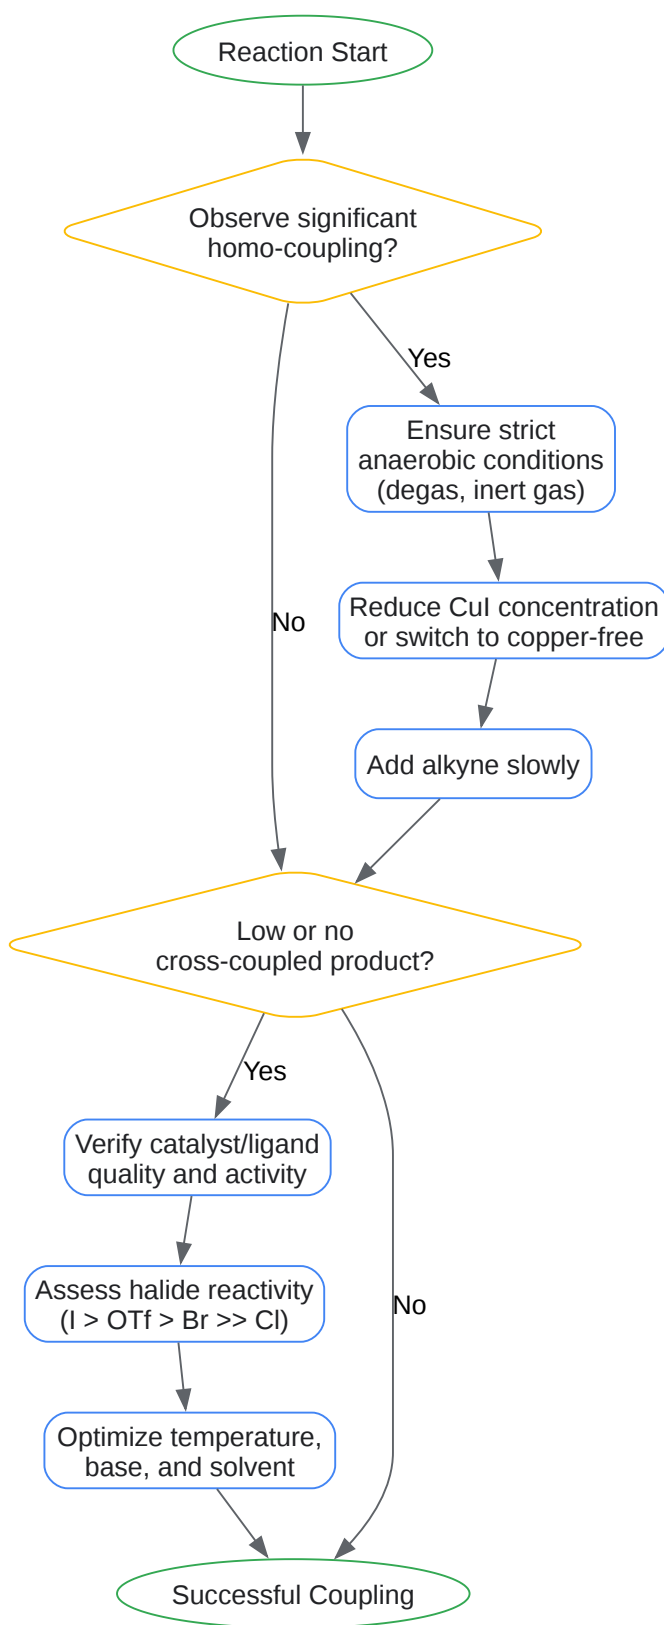 Reaction Start
Observe significant
homo-coupling?
Yes
Ensure strict
anaerobic conditions
(degas, inert gas)
No
Reduce CuI concentration
or switch to copper-free
Add alkyne slowly
Low or no
cross-coupled product?
Yes
Verify catalyst/ligand
quality and activity
Assess halide reactivity
(I > OTf > Br >> Cl)
No
Optimize temperature,
base, and solvent
Successful Coupling